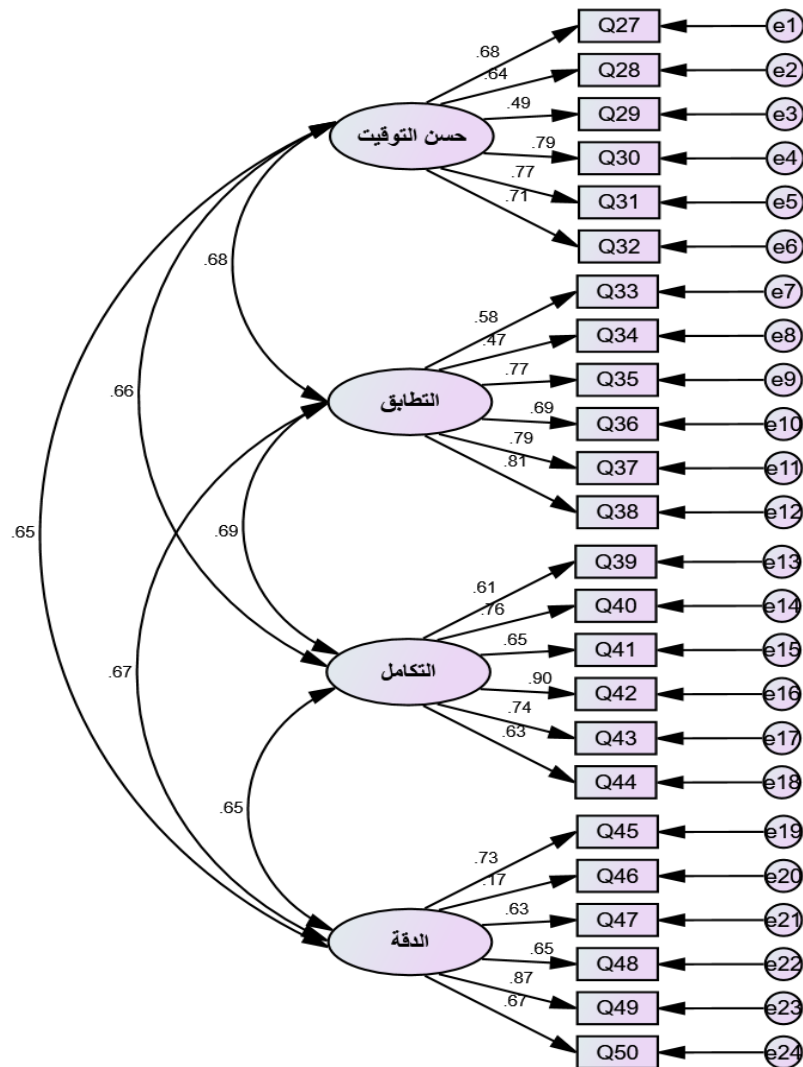 Q27
e1
.68
Q28
e2
.64
Q29
e3
.49
حسن التوقيت
Q30
e4
.79
Q31
e5
.77
Q32
e6
.71
.68
Q33
e7
.58
Q34
e8
.47
Q35
e9
.77
.66
التطابق
Q36
e10
.69
Q37
e11
.79
Q38
e12
.81
.65
.69
Q39
e13
.61
Q40
e14
.76
Q41
e15
.65
.67
التكامل
Q42
e16
.90
Q43
e17
.74
Q44
e18
.63
.65
Q45
e19
.73
Q46
e20
.17
Q47
e21
.63
الدقة
Q48
e22
.65
Q49
e23
.87
Q50
e24
.67